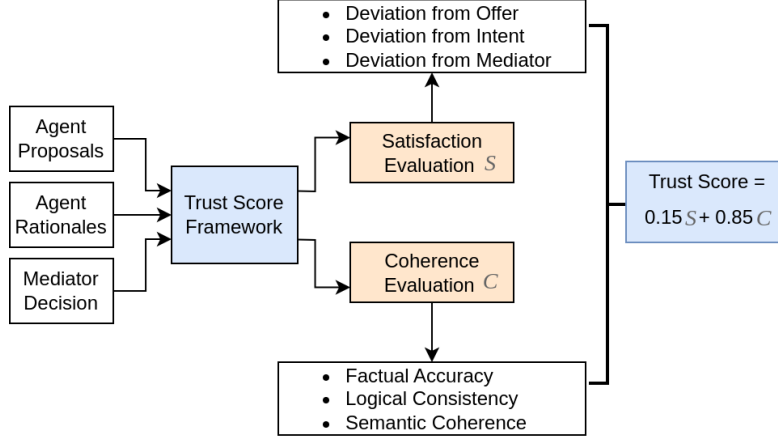 • Deviation from Offer
• Deviation from Intent
• Deviation from Mediator
Agent
Proposals
Agent
Rationales
Mediator
Decision
Trust Score
Framework
Satisfaction
Evaluation S
Coherence
Evaluation C
Trust Score =
0.15 S + 0.85 C
• Factual Accuracy
• Logical Consistency
• Semantic Coherence